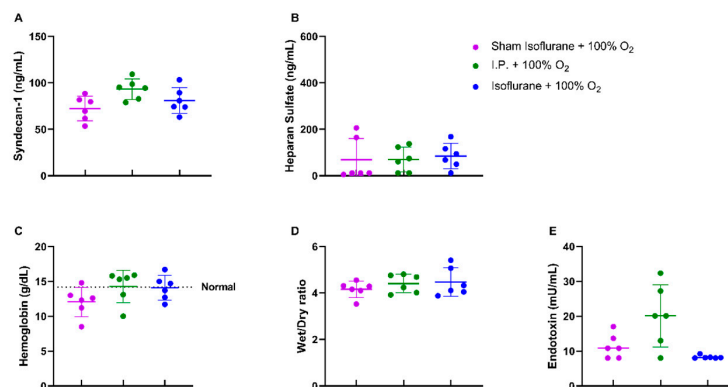 A
Syndecan-1 (ng/mL)
150
100
50
0
B
Heparan Sulfate (ng/mL)
600
400
200
0
Sham Isoflurane + 100% O₂
I.P. + 100% O₂
Isoflurane + 100% O₂
C
Hemoglobin (g/dL)
20
15
10
5
0
Normal
D
Wet/Dry ratio
6
4
2
0
E
Endotoxin (mU/mL)
40
30
20
10
0